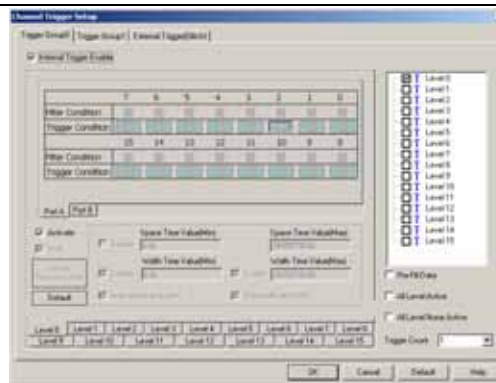 Channel Trigger Setup
Trigger Group0 Trigger Group1 External Trigger
Internal Trigger Enable
7 6 5 4 3 2 1 0
Filter Condition
Trigger Condition
15 14 13 12 11 10 9 8
Filter Condition
Trigger Condition
Port A Port B
Activate
Space Time Value(Min)
Space Time Value(Max)
Width Time Value(Min)
Width Time Value(Max)
Default
Level 0 Level 1 Level 2 Level 3 Level 4 Level 5 Level 6 Level 7 Level 8
Level 9 Level 10 Level 11 Level 12 Level 13 Level 14 Level 15
T Level 0
T Level 1
T Level 2
T Level 3
T Level 4
T Level 5
T Level 6
T Level 7
T Level 8
T Level 9
T Level 10
T Level 11
T Level 12
T Level 13
T Level 14
T Level 15
Pre Fill Data
All Level Active
All Level None Active
Trigger Count 1
OK Cancel Default Help